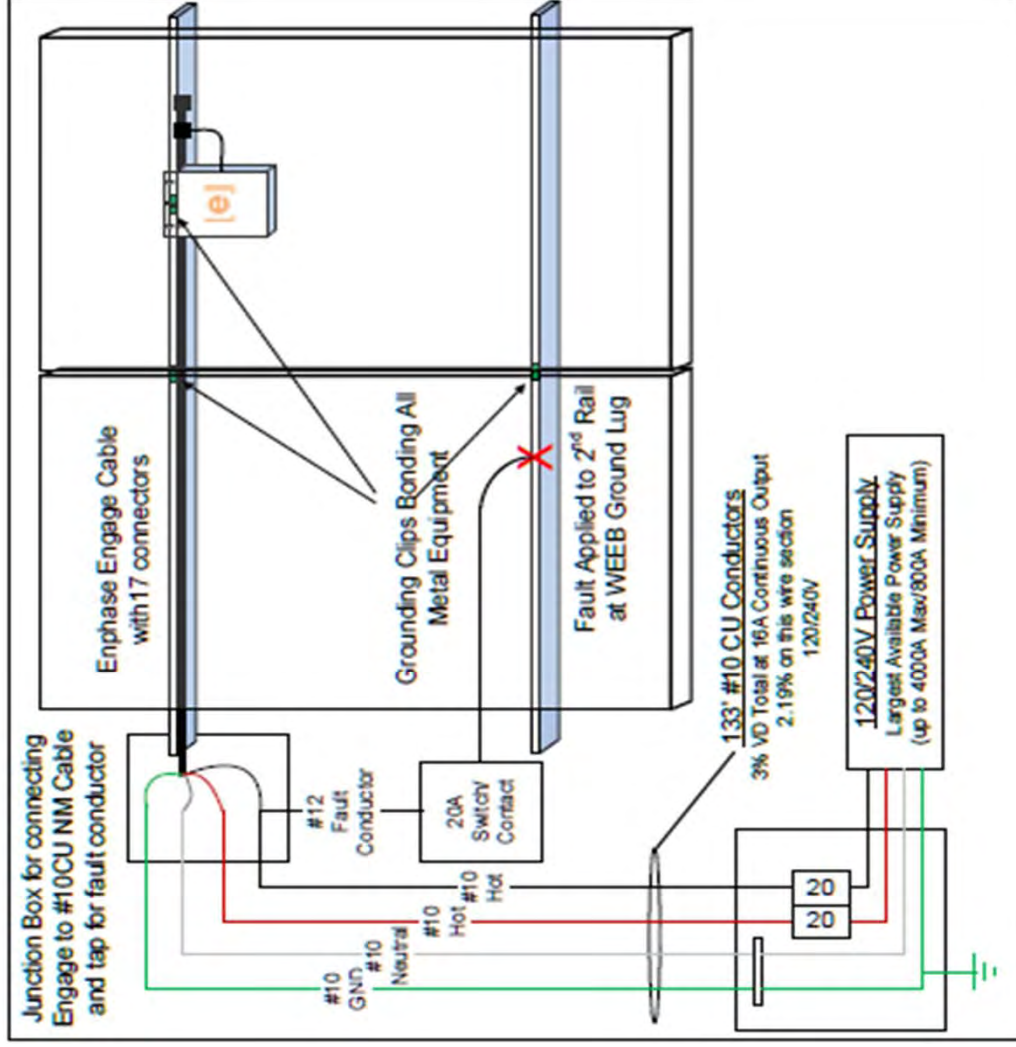 Junction Box for connecting
Engage to #10CU NM Cable
and tap for fault conductor
Enphase Engage Cable
with 17 connectors
[e]
Grounding Clips Bonding All
Metal Equipment
Fault Applied to 2nd Rail
at WEEB Ground Lug
#12
Fault
Conductor
20A
Switch/
Contact
#10
GND
#10
Neutral
#10
Hot
#10
Hot
133' #10 CU Conductors
3% VD Total at 16A Continuous Output
2.19% on this wire section
120/240V
20
20
120/240V Power Supply
Largest Available Power Supply
(up to 4000A Max/800A Minimum)